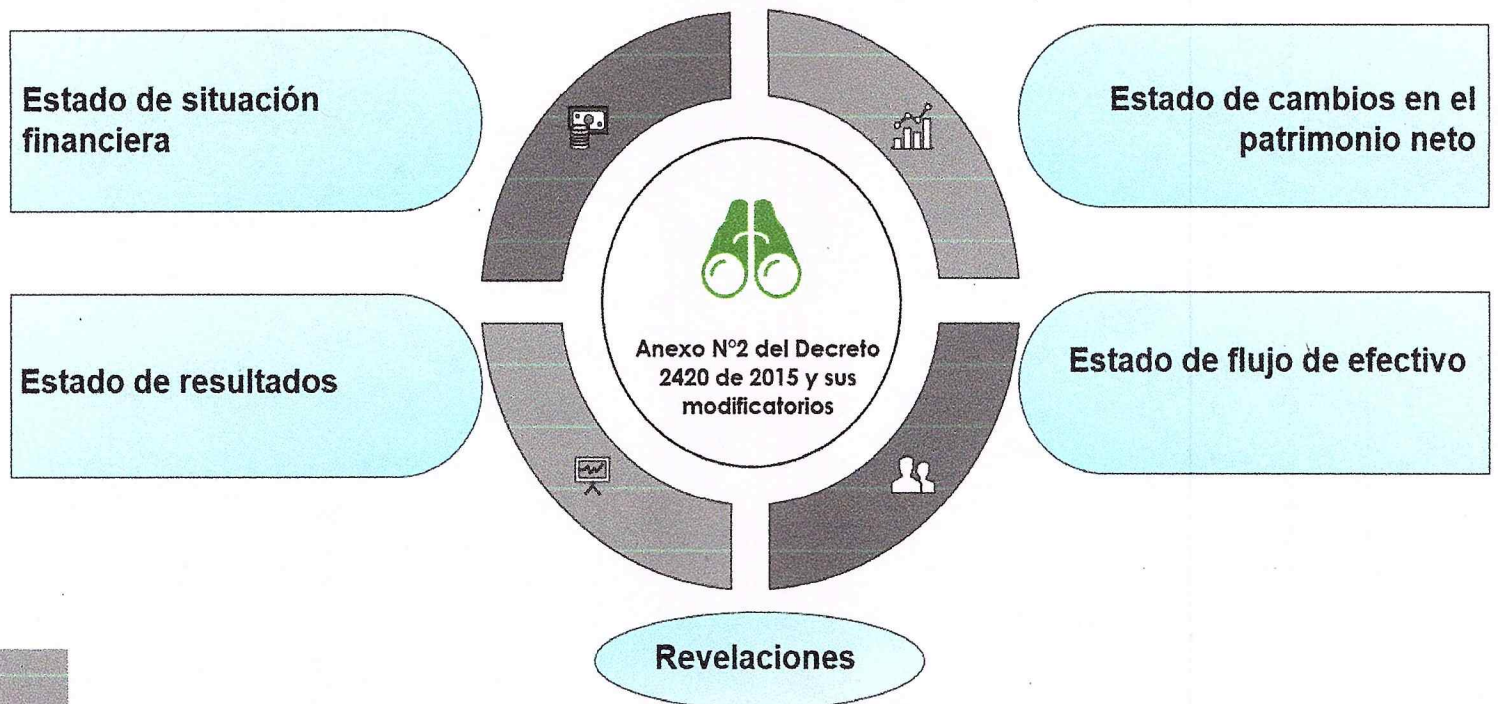 Estado de situación
financiera
Estado de cambios en el
patrimonio neto
Anexo N°2 del Decreto
2420 de 2015 y sus
modificatorios
Estado de resultados
Estado de flujo de efectivo
Revelaciones